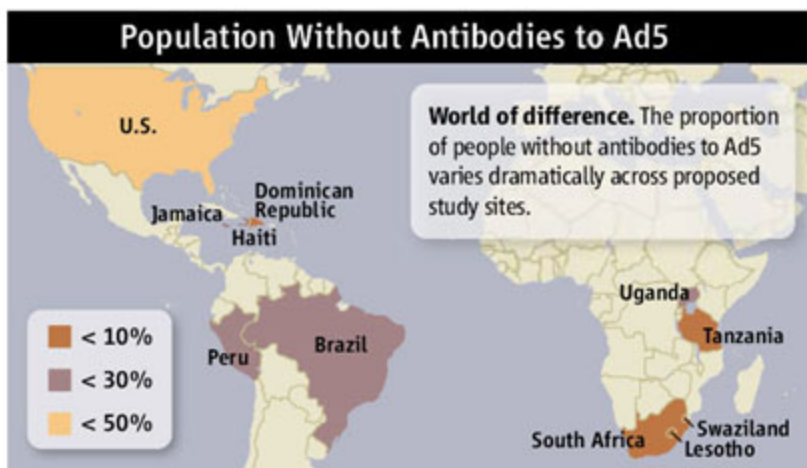 Population Without Antibodies to Ad5
World of difference. The proportion
of people without antibodies to Ad5
varies dramatically across proposed
study sites.
U.S.
Dominican
Republic
Jamaica
Haiti
Uganda
Tanzania
Peru
Brazil
< 10%
< 30%
< 50%
Swaziland
South Africa
Lesotho